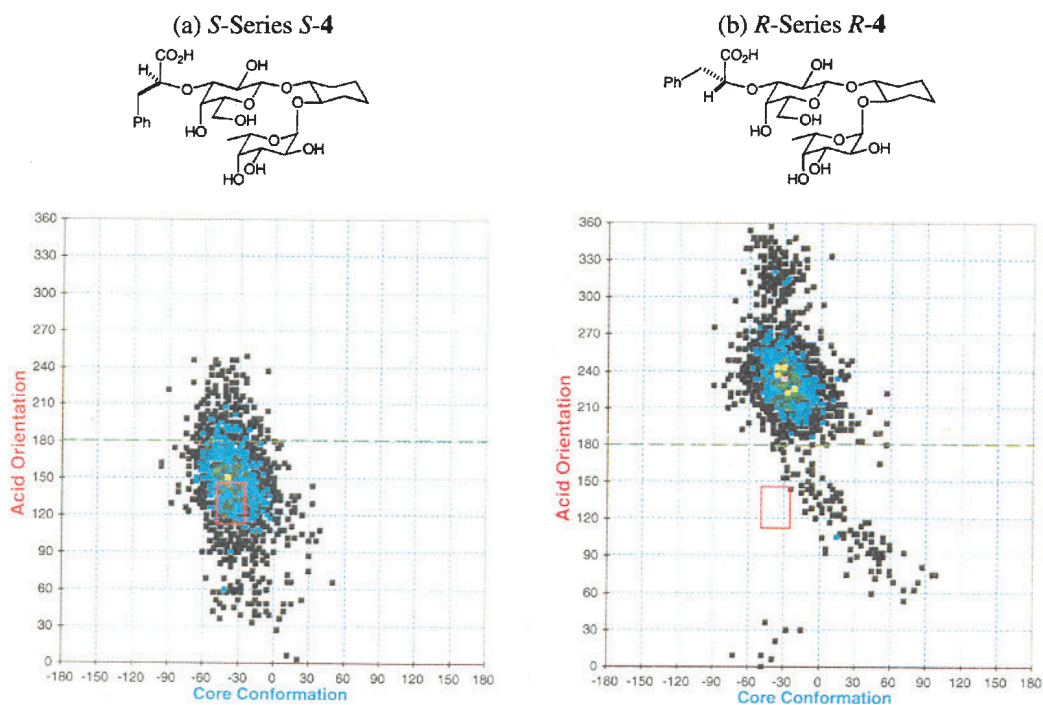 (a) S-Series S-4
(b) R-Series R-4
CO₂H
H
OH
O
O
O
O
Ph
HO
HO
O
OH
OH
HO
CO₂H
Ph
H
OH
O
O
O
O
HO
HO
O
OH
OH
HO
360
330
300
270
240
210
180
150
120
90
60
30
0
Acid Orientation
-180 -150 -120 -90 -60 -30 0 30 60 90 120 150 180
Core Conformation
360
330
300
270
240
210
180
150
120
90
60
30
0
Acid Orientation
-180 -150 -120 -90 -60 -30 0 30 60 90 120 150 180
Core Conformation